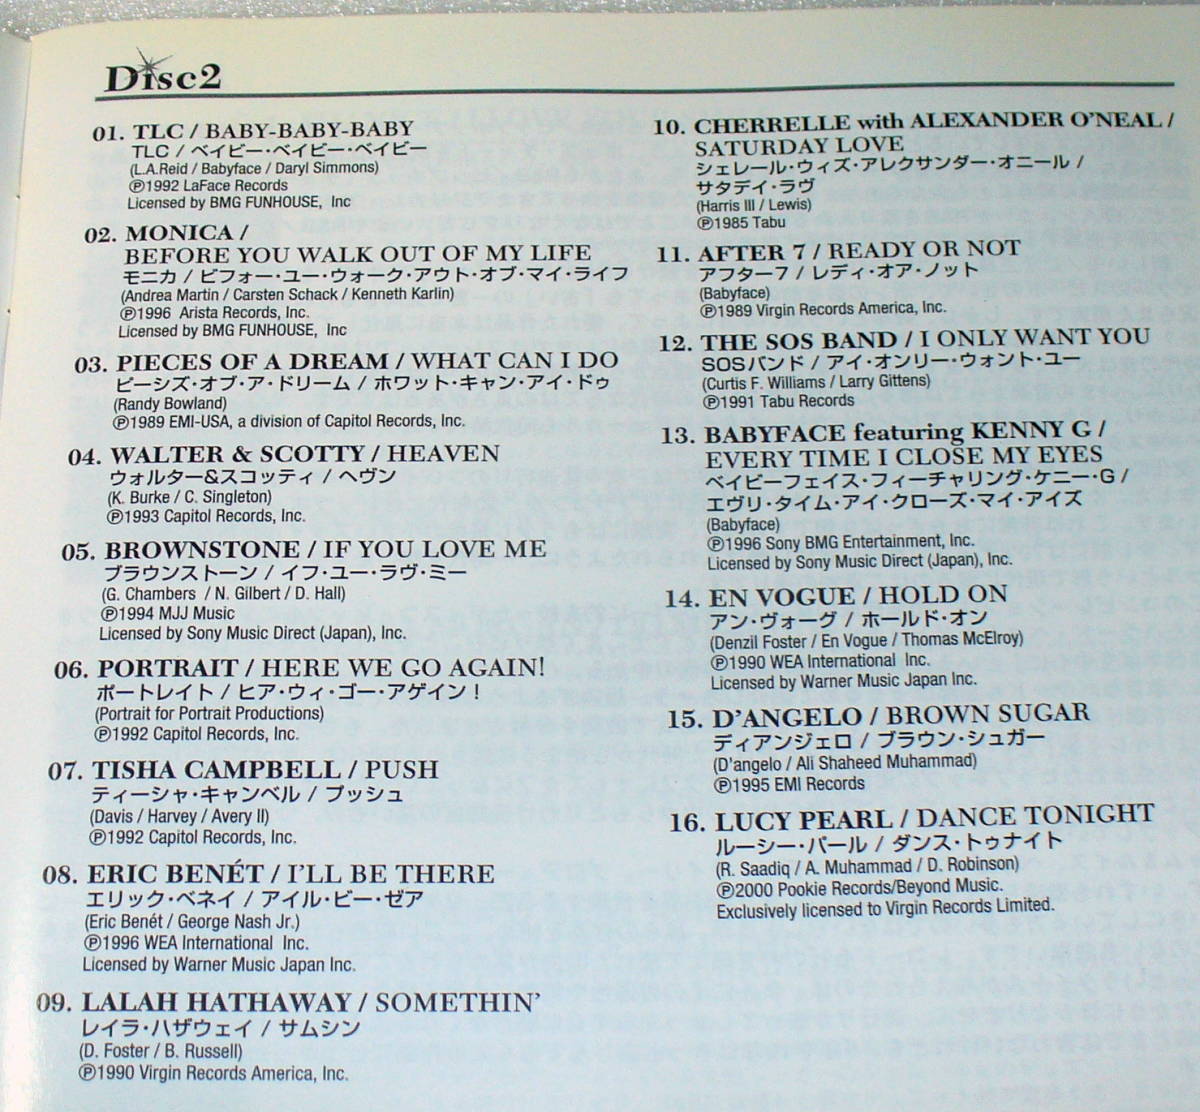 Disc2
01. TLC / BABY-BABY-BABY
TLC / ベイビー・ベイビー・ベイビー
(L.A.Reid / Babyface / Daryl Simmons)
℗1992 LaFace Records
Licensed by BMG FUNHOUSE, Inc
02. MONICA /
BEFORE YOU WALK OUT OF MY LIFE
モニカ / ビフォー・ユー・ウォーク・アウト・オブ・マイ・ライフ
(Andrea Martin / Carsten Schack / Kenneth Karlin)
℗1996 Arista Records, Inc.
Licensed by BMG FUNHOUSE, Inc
03. PIECES OF A DREAM / WHAT CAN I DO
ピーシズ・オブ・ア・ドリーム / ホワット・キャン・アイ・ドゥ
(Randy Bowland)
℗1989 EMI-USA, a division of Capitol Records, Inc.
04. WALTER & SCOTTY / HEAVEN
ウォルター&スコッティ / ヘヴン
(K. Burke / C. Singleton)
℗1993 Capitol Records, Inc.
05. BROWNSTONE / IF YOU LOVE ME
ブラウンストーン / イフ・ユー・ラヴ・ミー
(G. Chambers / N. Gilbert / D. Hall)
℗1994 MJJ Music
Licensed by Sony Music Direct (Japan), Inc.
06. PORTRAIT / HERE WE GO AGAIN!
ポートレイト / ヒア・ウィ・ゴー・アゲイン！
(Portrait for Portrait Productions)
℗1992 Capitol Records, Inc.
07. TISHA CAMPBELL / PUSH
ティーシャ・キャンベル / プッシュ
(Davis / Harvey / Avery II)
℗1992 Capitol Records, Inc.
08. ERIC BENÉT / I'LL BE THERE
エリック・ベネイ / アイル・ビー・ゼア
(Eric Benét / George Nash Jr.)
℗1996 WEA International Inc.
Licensed by Warner Music Japan Inc.
09. LALAH HATHAWAY / SOMETHIN'
レイラ・ハザウェイ / サムシン
(D. Foster / B. Russell)
℗1990 Virgin Records America, Inc.
10. CHERRELLE with ALEXANDER O'NEAL /
SATURDAY LOVE
シェレール・ウィズ・アレクサンダー・オニール /
サタデイ・ラヴ
(Harris III / Lewis)
℗1985 Tabu
11. AFTER 7 / READY OR NOT
アフター7 / レディ・オア・ノット
(Babyface)
℗1989 Virgin Records America, Inc.
12. THE SOS BAND / I ONLY WANT YOU
SOSバンド / アイ・オンリー・ウォント・ユー
(Curtis F. Williams / Larry Gittens)
℗1991 Tabu Records
13. BABYFACE featuring KENNY G /
EVERY TIME I CLOSE MY EYES
ベイビーフェイス・フィーチャリング・ケニー・G /
エヴリ・タイム・アイ・クローズ・マイ・アイズ
(Babyface)
℗1996 Sony BMG Entertainment, Inc.
Licensed by Sony Music Direct (Japan), Inc.
14. EN VOGUE / HOLD ON
アン・ヴォーグ / ホールド・オン
(Denzil Foster / En Vogue / Thomas McElroy)
℗1990 WEA International Inc.
Licensed by Warner Music Japan Inc.
15. D'ANGELO / BROWN SUGAR
ディアンジェロ / ブラウン・シュガー
(D'angelo / Ali Shaheed Muhammad)
℗1995 EMI Records
16. LUCY PEARL / DANCE TONIGHT
ルーシー・パール / ダンス・トゥナイト
(R. Saadiq / A. Muhammad / D. Robinson)
℗2000 Pookie Records/Beyond Music.
Exclusively licensed to Virgin Records Limited.